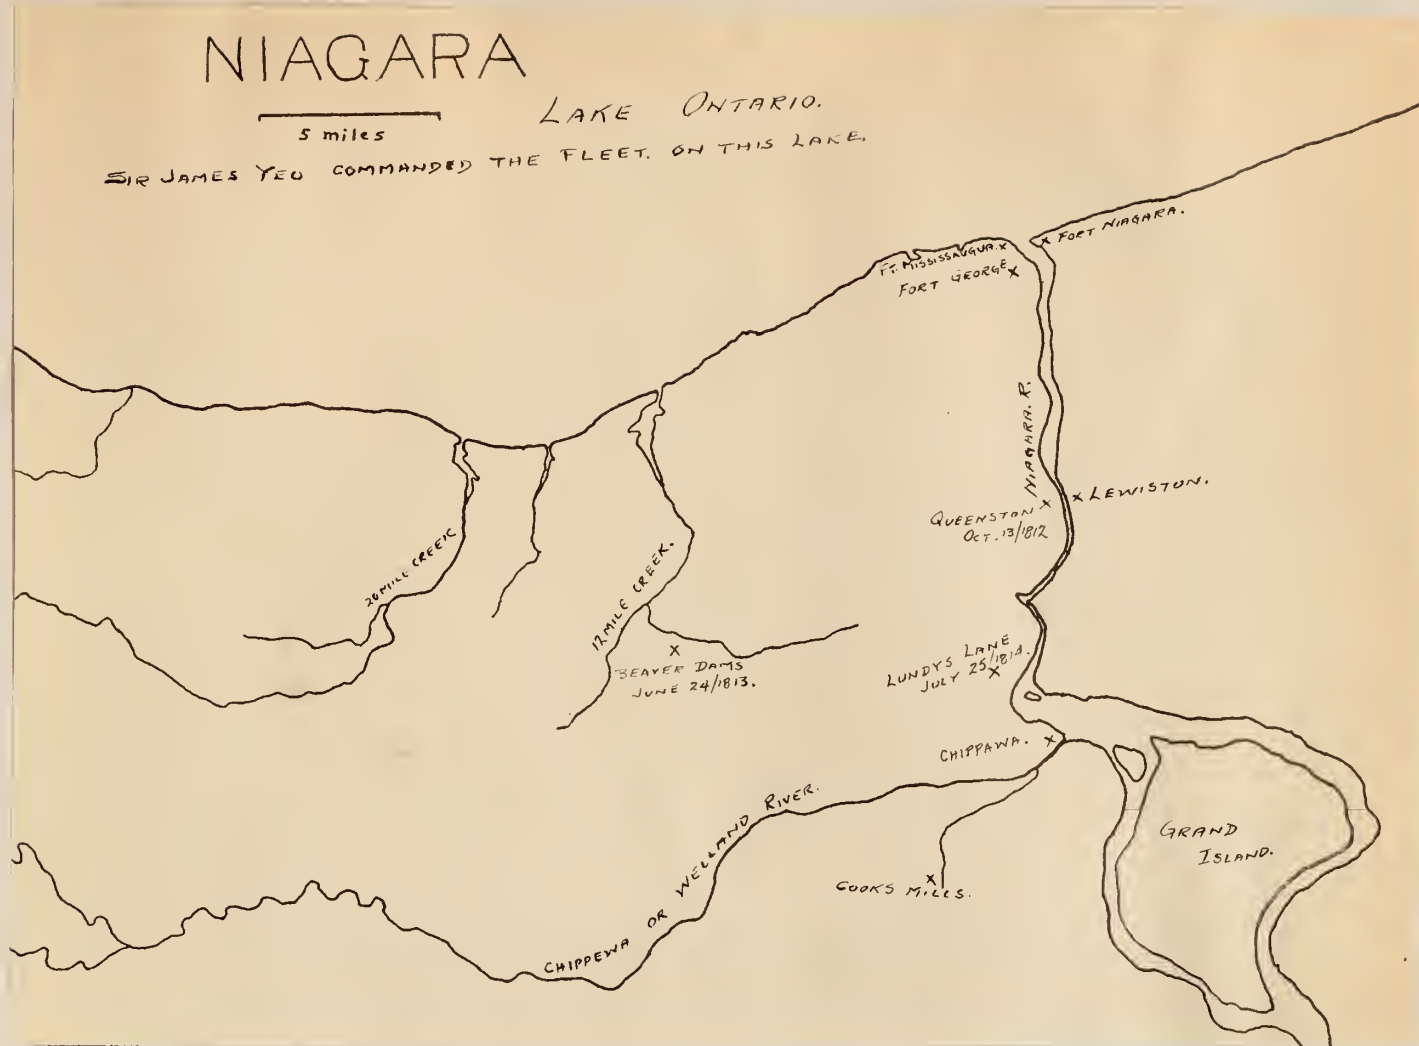 NIAGARA
5 miles
LAKE ONTARIO.
SIR JAMES YEO COMMANDED THE FLEET. ON THIS LAKE.
FORT NIAGARA.
FT. MISSISSAUGUA. x
FORT GEORGE x
NIAGARA. R.
x LEWISTON.
QUEENSTON x
OCT. 13/1812
20 MILE CREEK
12 MILE CREEK.
x
BEAVER DAMS
JUNE 24/1813.
LUNDYS LANE
JULY 25/1814.
x
CHIPPAWA. x
GRAND
ISLAND.
CHIPPEWA OR WELLAND RIVER.
x
COOKS MILLS.